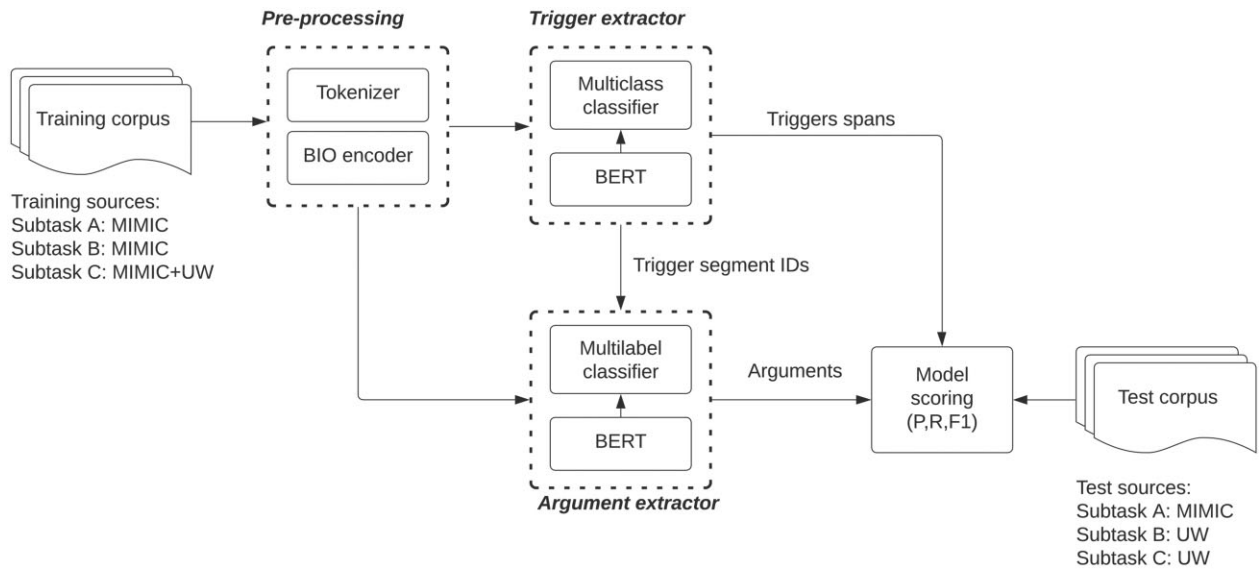 Pre-processing
Trigger extractor
Training corpus
Tokenizer
BIO encoder
Multiclass
classifier
BERT
Triggers spans
Training sources:
Subtask A: MIMIC
Subtask B: MIMIC
Subtask C: MIMIC+UW
Trigger segment IDs
Multilabel
classifier
BERT
Argument extractor
Arguments
Model
scoring
(P,R,F1)
Test corpus
Test sources:
Subtask A: MIMIC
Subtask B: UW
Subtask C: UW